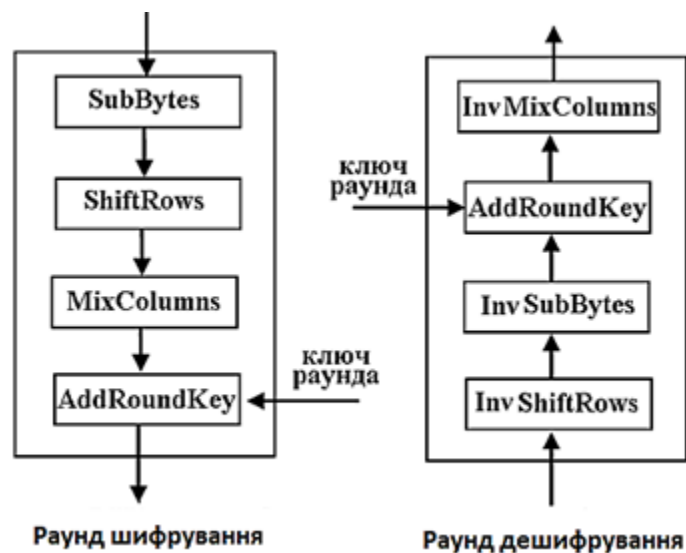 SubBytes
ShiftRows
MixColumns
AddRoundKey
ключ
раунда
Раунд шифрування
InvMixColumns
ключ
раунда
AddRoundKey
Inv SubBytes
Inv ShiftRows
Раунд дешифрування